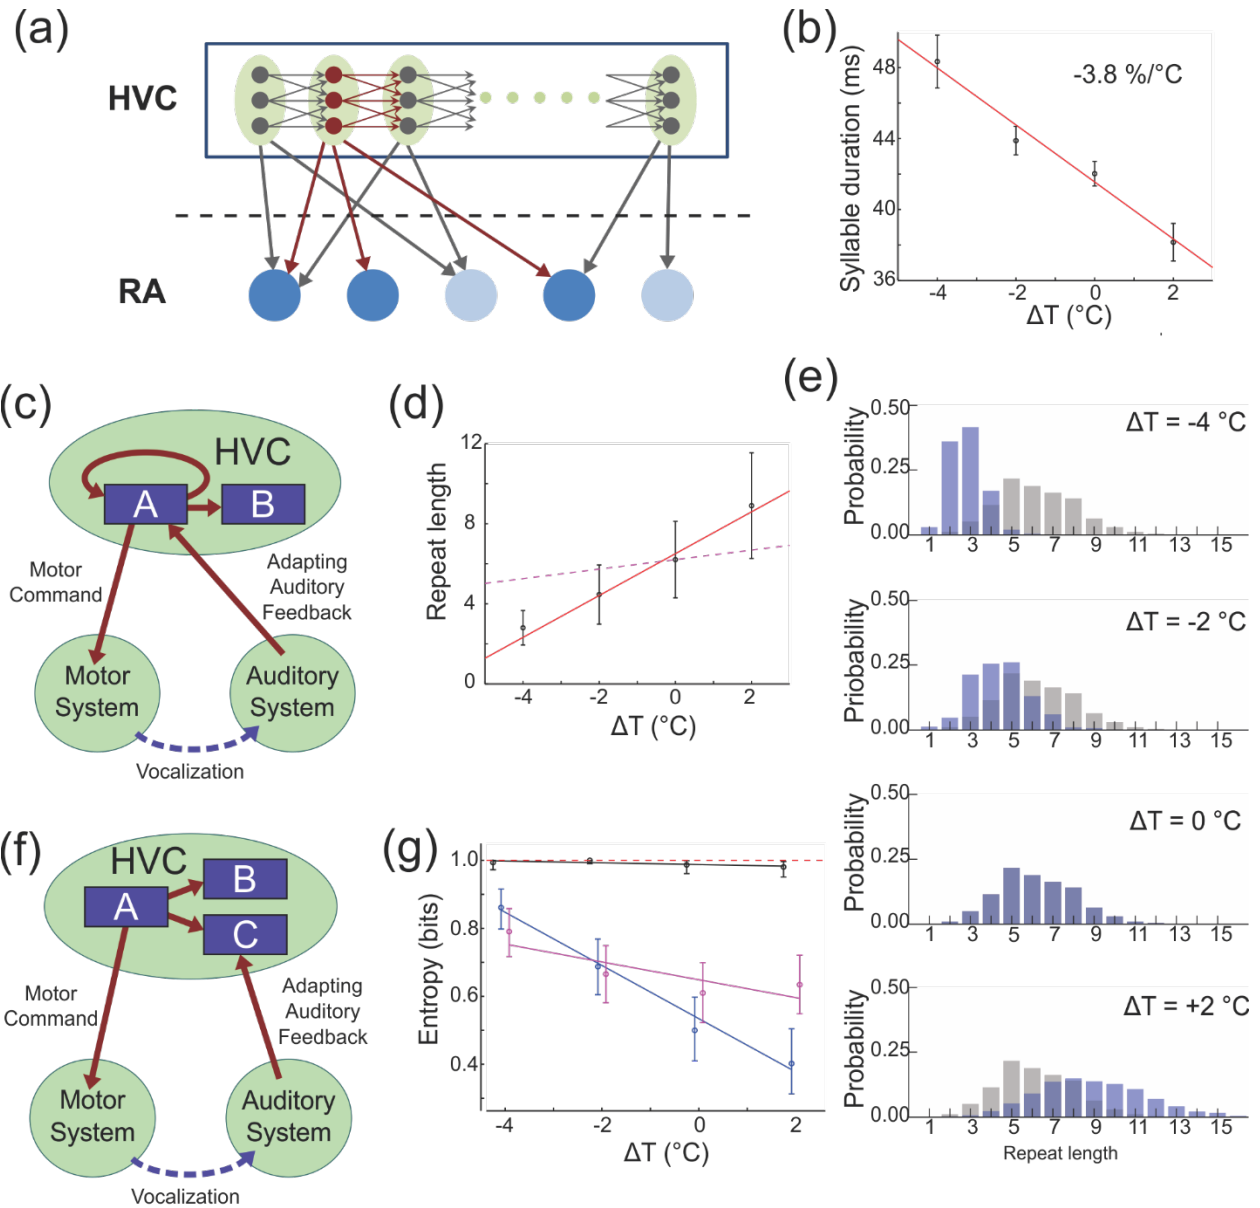 (a)
HVC
RA
(b)
Syllable duration (ms)
48
44
40
36
-3.8 %/°C
-4
-2
0
2
ΔT (°C)
(c)
HVC
A
B
Motor
Command
Adapting
Auditory
Feedback
Motor
System
Auditory
System
Vocalization
(d)
Repeat length
12
8
4
0
-4
-2
0
2
ΔT (°C)
(e)
Probability
0.50
0.25
0.00
ΔT = -4 °C
1 3 5 7 9 11 13 15
Priobability
0.50
0.25
0.00
ΔT = -2 °C
1 3 5 7 9 11 13 15
Probability
0.50
0.25
0.00
ΔT = 0 °C
1 3 5 7 9 11 13 15
Probability
0.50
0.25
0.00
ΔT = +2 °C
1 3 5 7 9 11 13 15
Repeat length
(f)
HVC
A
B
C
Motor
Command
Adapting
Auditory
Feedback
Motor
System
Auditory
System
Vocalization
(g)
Entropy (bits)
1.0
0.8
0.6
0.4
-4
-2
0
2
ΔT (°C)